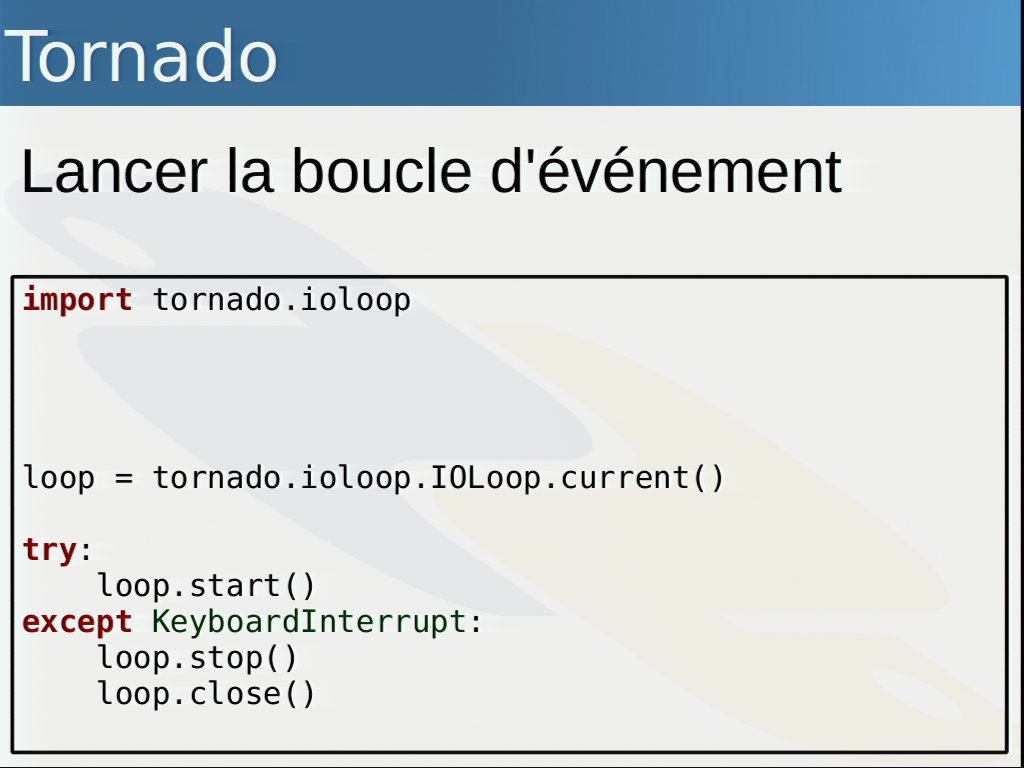 Tornado
Lancer la boucle d'événement
import tornado.ioloop
loop = tornado.ioloop.IOLoop.current()
try:
    loop.start()
except KeyboardInterrupt:
    loop.stop()
    loop.close()